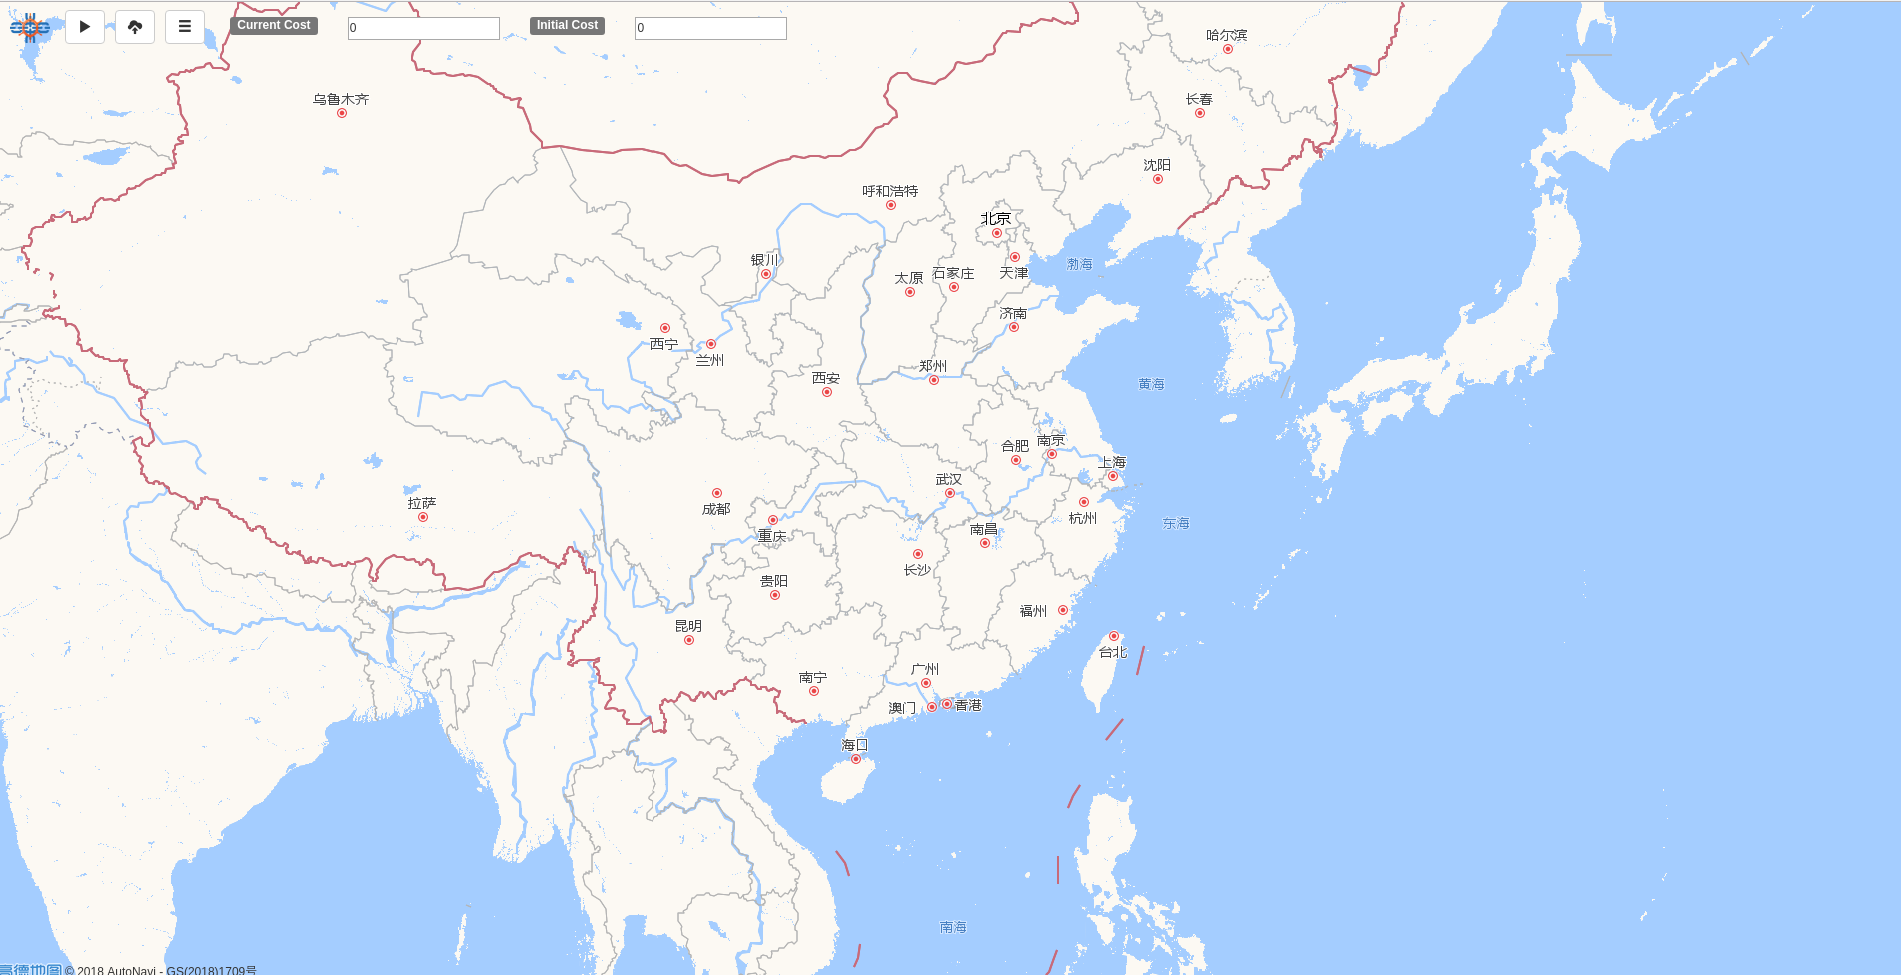 Current Cost
0
Initial Cost
0
哈尔滨
乌鲁木齐
长春
沈阳
呼和浩特
北京
银川
天津
渤海
太原
石家庄
济南
西宁
兰州
郑州
西安
黄海
合肥
南京
上海
武汉
拉萨
成都
杭州
重庆
南昌
东海
长沙
贵阳
福州
昆明
台北
南宁
广州
澳门
香港
海口
南海
高德地图 © 2018 AutoNavi - GS(2018)1709号